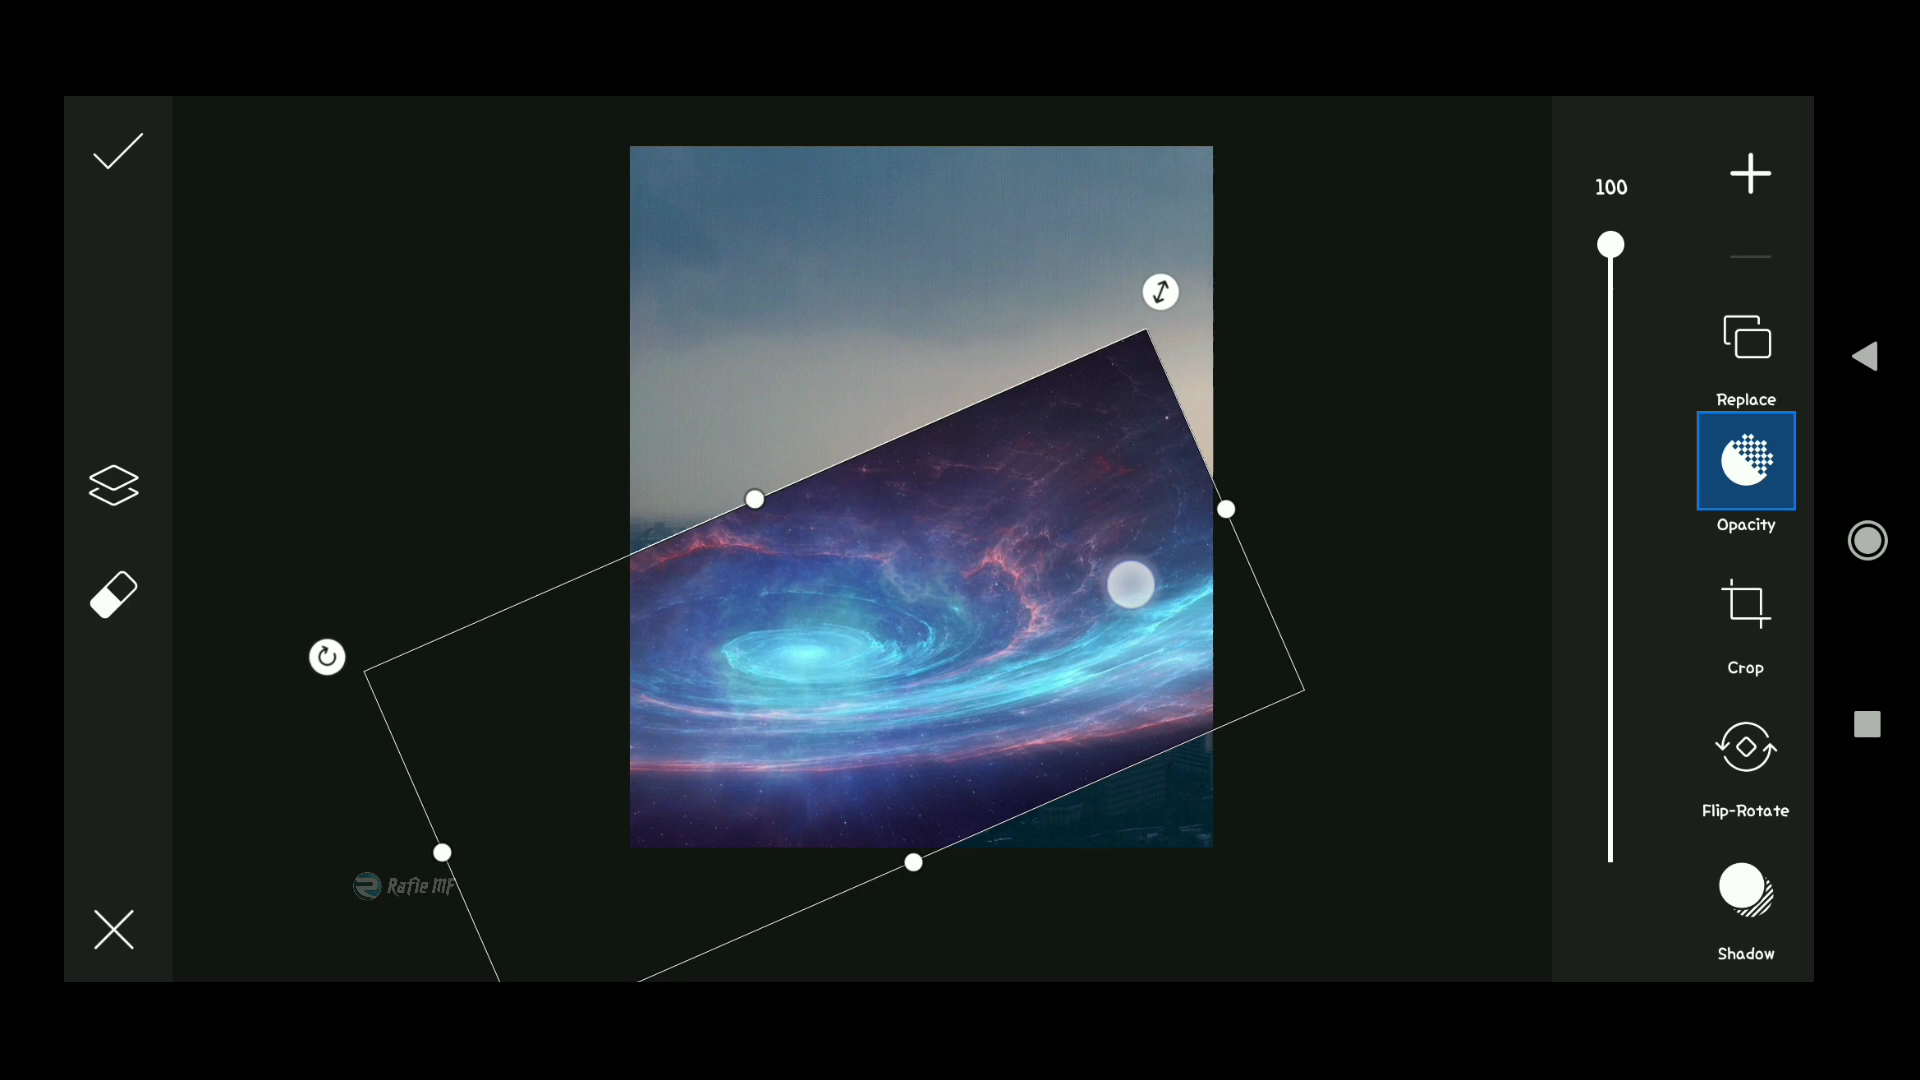 100
Replace
Opacity
Crop
Flip-Rotate
Shadow
Rafie MF